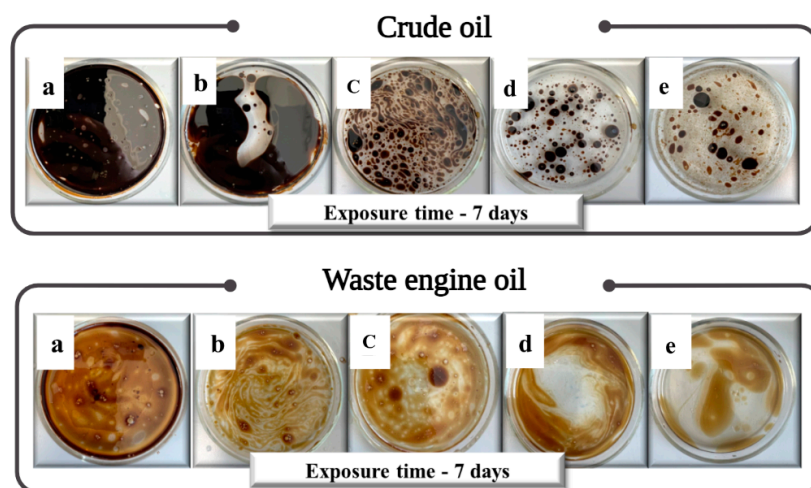 Crude oil
a b C d e
Exposure time - 7 days
Waste engine oil
a b C d e
Exposure time - 7 days